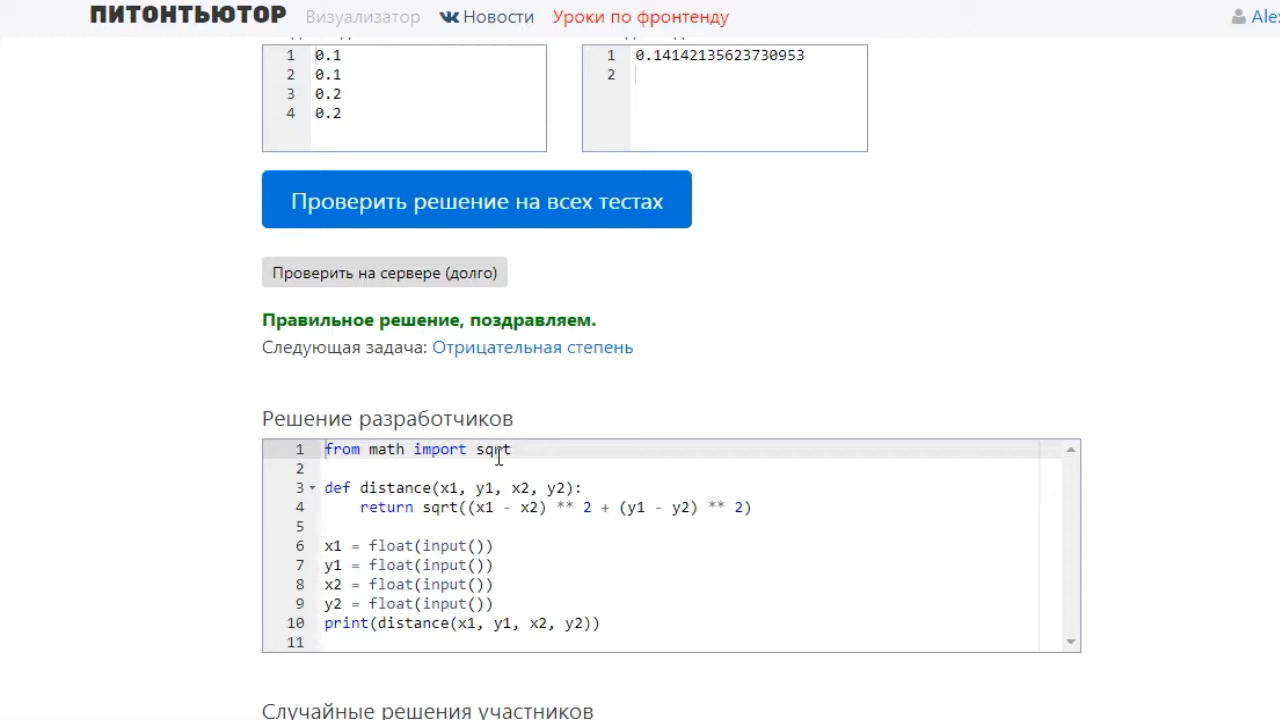 ПИТОНТЬЮТОР Визуализатор Новости Уроки по фронтенду Alex
1 0.1
2 0.1
3 0.2
4 0.2
1 0.14142135623730953
2
Проверить решение на всех тестах
Проверить на сервере (долго)
Правильное решение, поздравляем.
Следующая задача: Отрицательная степень
Решение разработчиков
1 from math import sqrt
2
3 def distance(x1, y1, x2, y2):
4 return sqrt((x1 - x2) ** 2 + (y1 - y2) ** 2)
5
6 x1 = float(input())
7 y1 = float(input())
8 x2 = float(input())
9 y2 = float(input())
10 print(distance(x1, y1, x2, y2))
11
Случайные решения участников